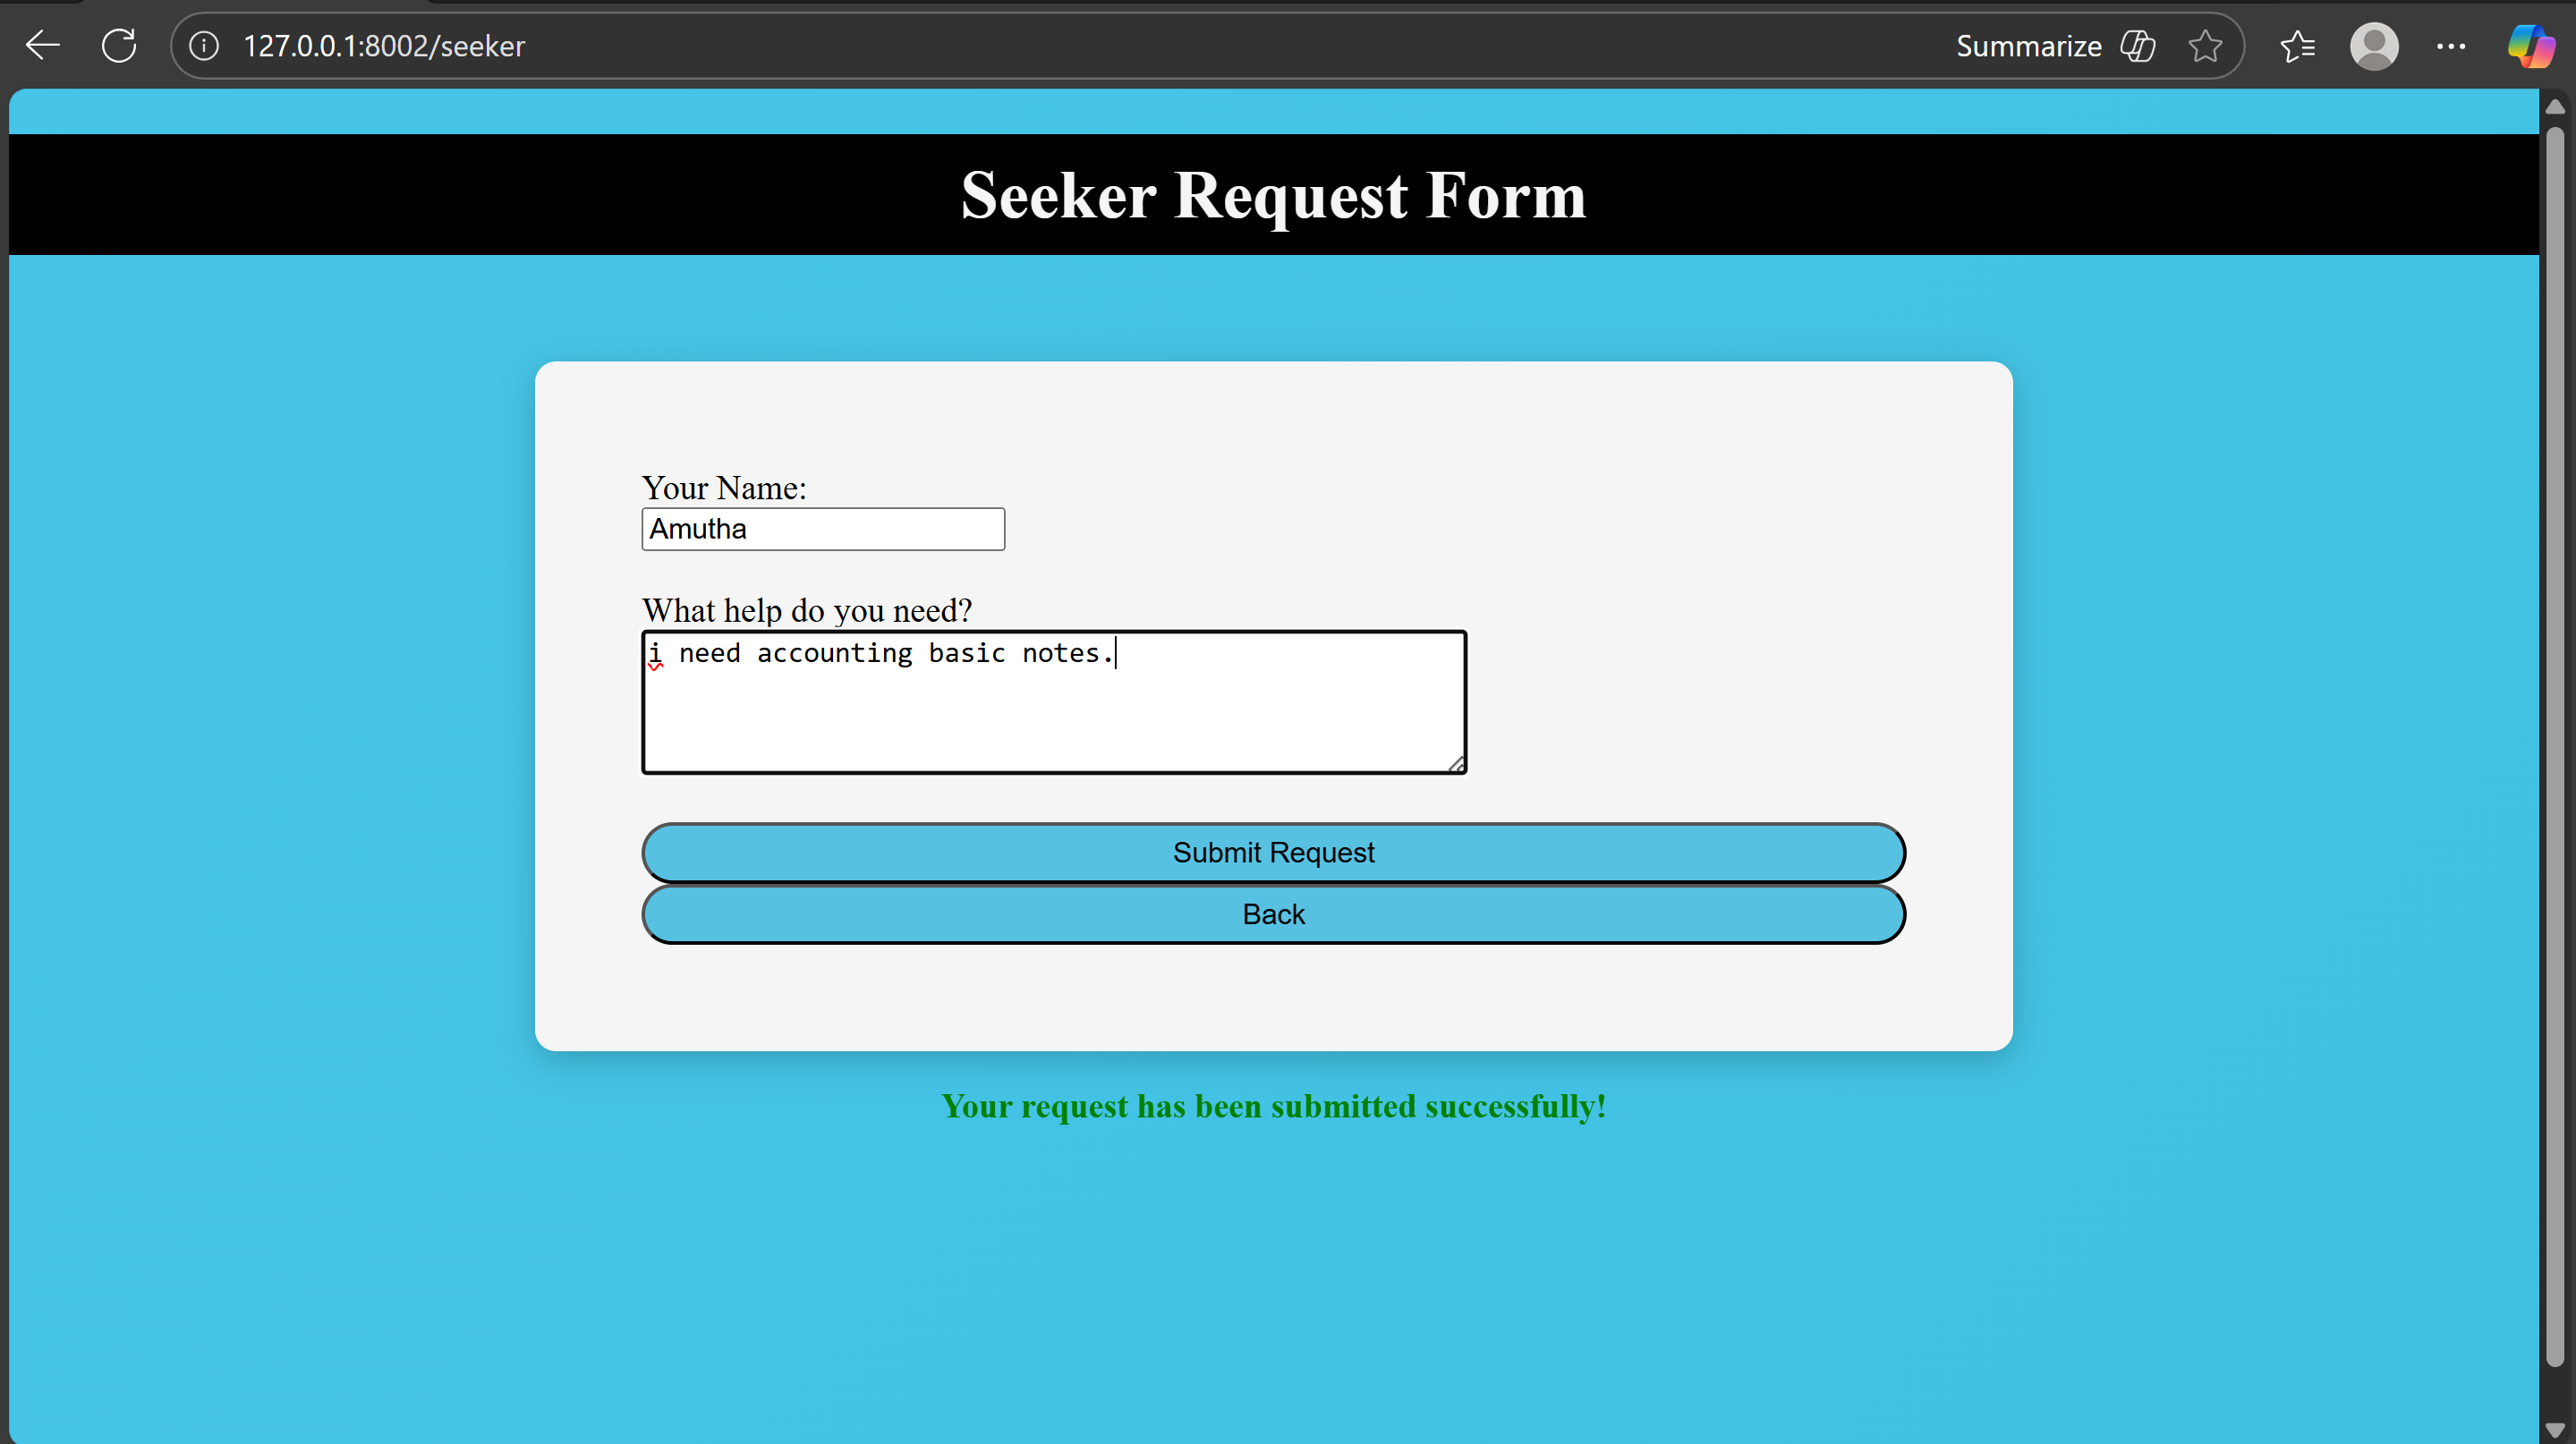 127.0.0.1:8002/seeker
Summarize
Seeker Request Form
Your Name:
Amutha
What help do you need?
i need accounting basic notes.
Submit Request
Back
Your request has been submitted successfully!